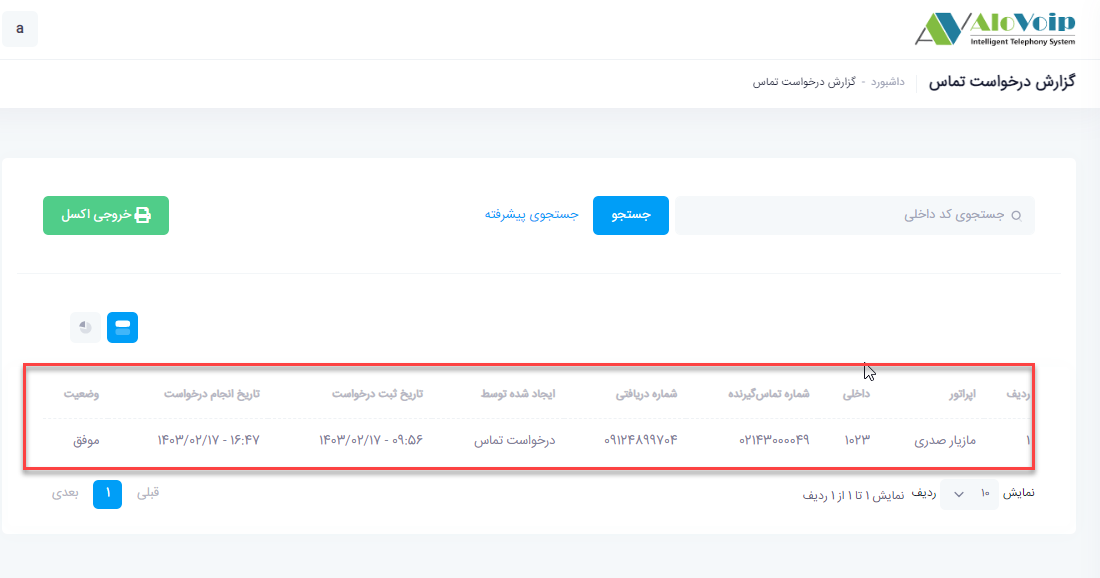 AloVoip
Intelligent Telephony System
a
گزارش درخواست تماس
داشبورد - گزارش درخواست تماس
جستجوی کد داخلی
جستجو
جستجوی پیشرفته
خروجی اکسل
ردیف اپراتور داخلی شماره تماس‌گیرنده شماره دریافتی ایجاد شده توسط تاریخ ثبت درخواست تاریخ انجام درخواست وضعیت
۱ مازیار صدری ۱۰۲۳ ۰۲۱۴۳۰۰۰۰۴۹ ۰۹۱۲۴۸۹۹۷۰۴ درخواست تماس ۱۴۰۳/۰۲/۱۷ - ۰۹:۵۶ ۱۴۰۳/۰۲/۱۷ - ۱۶:۴۷ موفق
نمایش ۱۰ ردیف نمایش ۱ تا ۱ از ۱ ردیف
قبلی ۱ بعدی